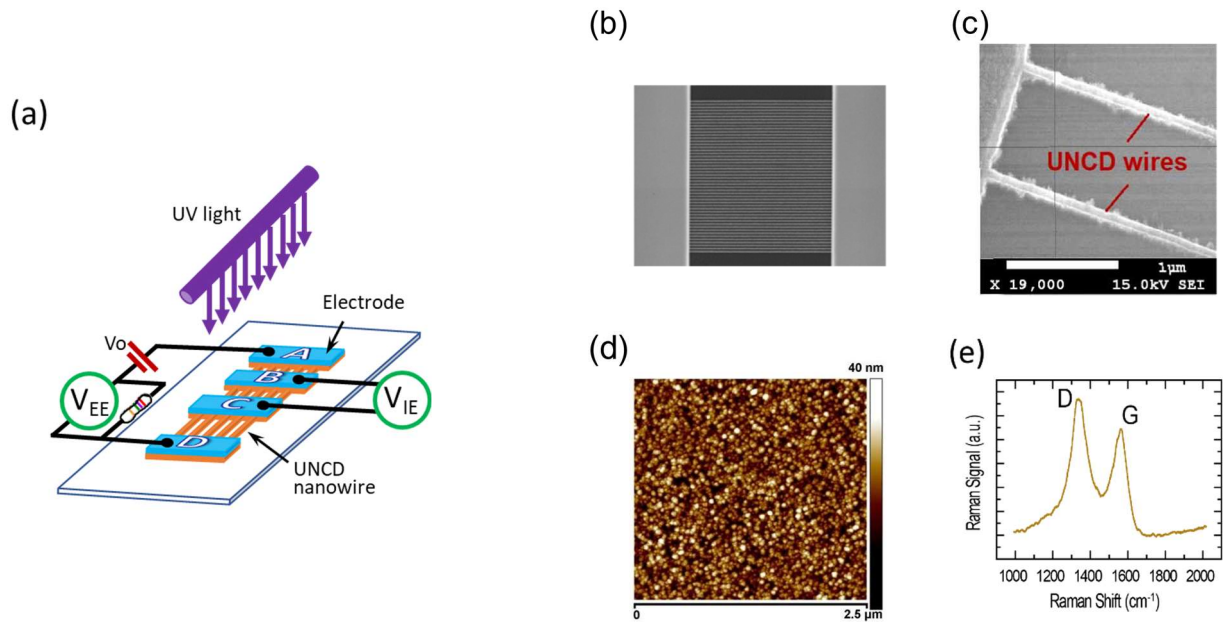 (a)
UV light
Electrode
Vo
A
B
C
D
VEE
VIE
UNCD
nanowire
(b)
(c)
UNCD wires
1µm
X 19,000 15.0kV SEI
(d)
40 nm
0 2.5 µm
(e)
D
G
Raman Signal (a.u.)
1000 1200 1400 1600 1800 2000
Raman Shift (cm⁻¹)